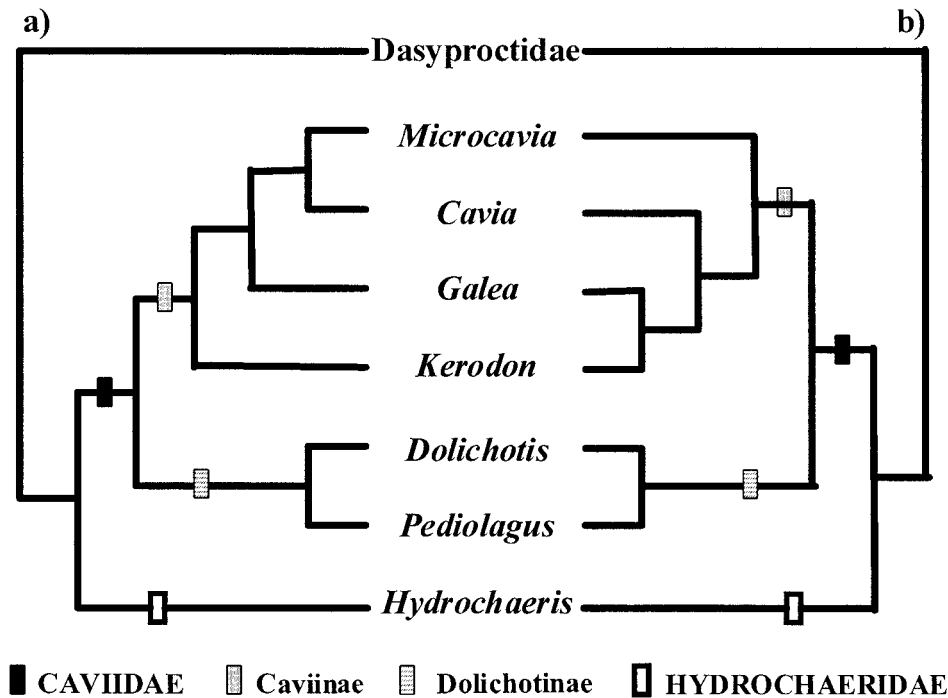 a) b)
Dasyproctidae
Microcavia
Cavia
Galea
Kerodon
Dolichotis
Pediolagus
Hydrochaeris
CAVIIDAE Caviinae Dolichotinae HYDROCHAERIDAE